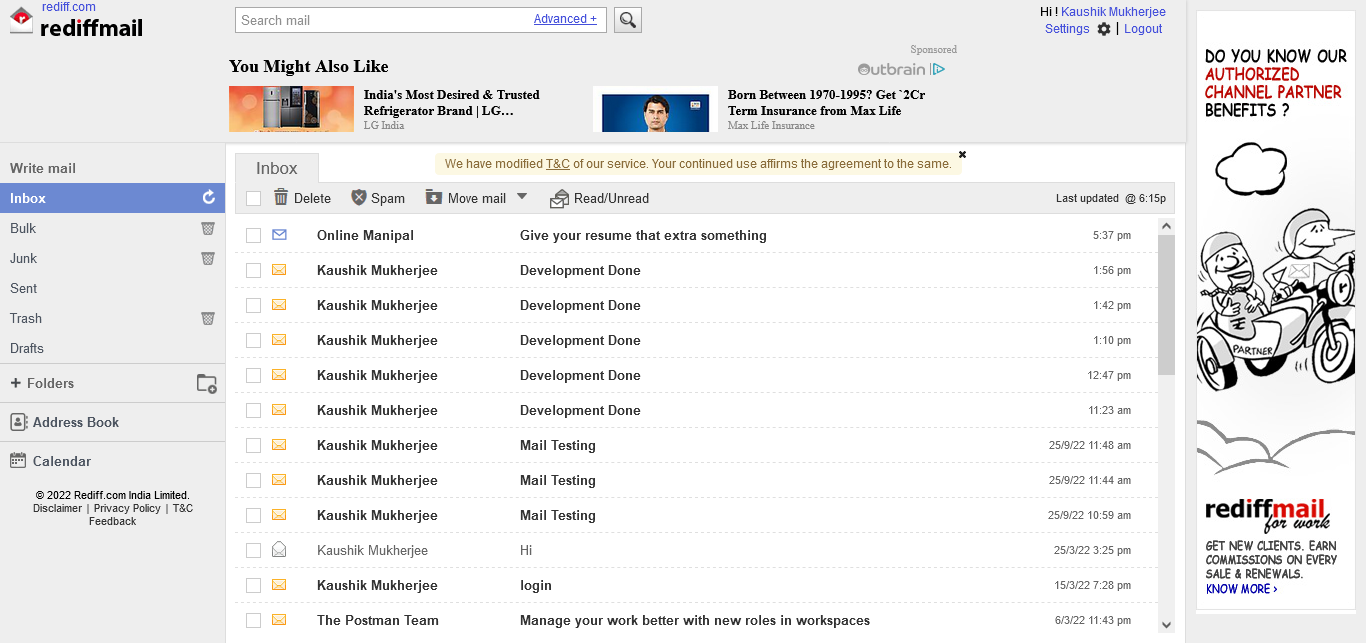 rediff.com
rediffmail
Search mail
Advanced +
Hi ! Kaushik Mukherjee
Settings | Logout
Sponsored
You Might Also Like
Outbrain
India's Most Desired & Trusted
Refrigerator Brand | LG…
LG India
Born Between 1970-1995? Get `2Cr
Term Insurance from Max Life
Max Life Insurance
Write mail
Inbox
Bulk
Junk
Sent
Trash
Drafts
+ Folders
Address Book
Calendar
© 2022 Rediff.com India Limited.
Disclaimer | Privacy Policy | T&C
Feedback
Inbox
We have modified T&C of our service. Your continued use affirms the agreement to the same.
Delete Spam Move mail Read/Unread Last updated @ 6:15p
Online Manipal Give your resume that extra something 5:37 pm
Kaushik Mukherjee Development Done 1:56 pm
Kaushik Mukherjee Development Done 1:42 pm
Kaushik Mukherjee Development Done 1:10 pm
Kaushik Mukherjee Development Done 12:47 pm
Kaushik Mukherjee Development Done 11:23 am
Kaushik Mukherjee Mail Testing 25/9/22 11:48 am
Kaushik Mukherjee Mail Testing 25/9/22 11:44 am
Kaushik Mukherjee Mail Testing 25/9/22 10:59 am
Kaushik Mukherjee Hi 25/3/22 3:25 pm
Kaushik Mukherjee login 15/3/22 7:28 pm
The Postman Team Manage your work better with new roles in workspaces 6/3/22 11:43 pm
DO YOU KNOW OUR
AUTHORIZED
CHANNEL PARTNER
BENEFITS ?
r
₹
PARTNER
rediffmail
for work
GET NEW CLIENTS. EARN
COMMISSIONS ON EVERY
SALE & RENEWALS.
KNOW MORE >